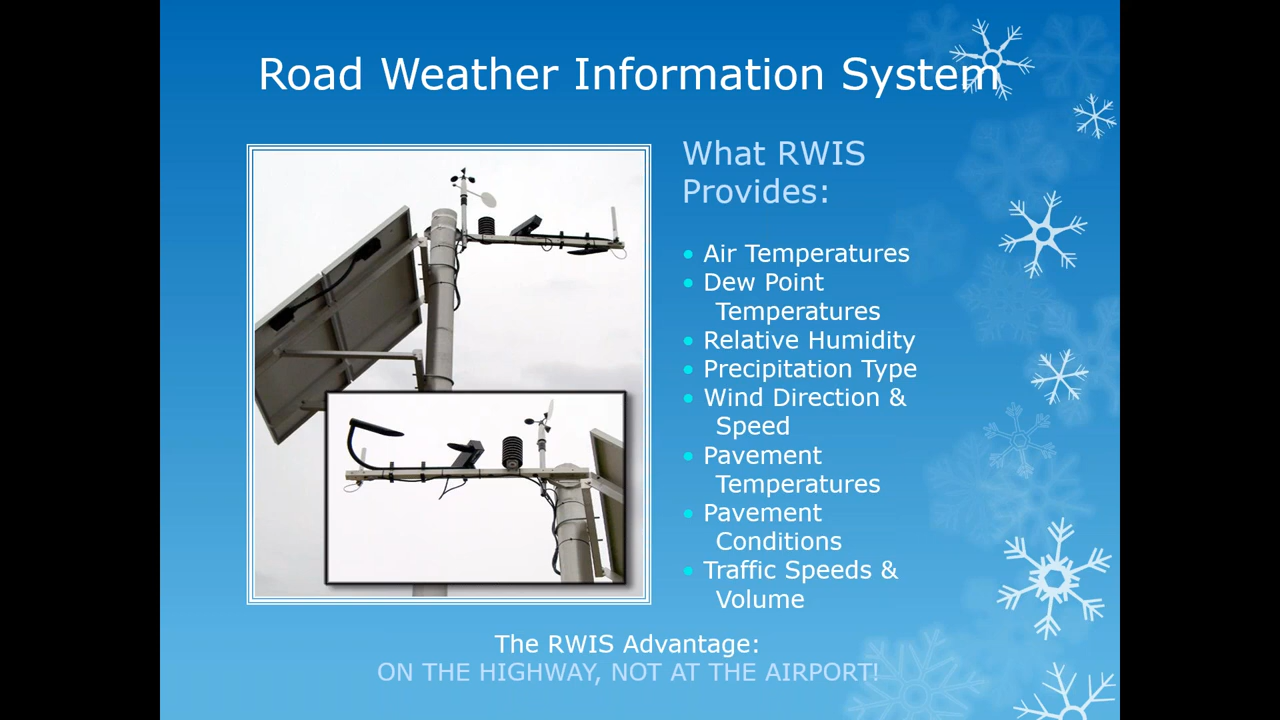 Road Weather Information System
What RWIS
Provides:
• Air Temperatures
• Dew Point
Temperatures
• Relative Humidity
• Precipitation Type
• Wind Direction &
Speed
• Pavement
Temperatures
• Pavement
Conditions
• Traffic Speeds &
Volume
The RWIS Advantage:
ON THE HIGHWAY, NOT AT THE AIRPORT!